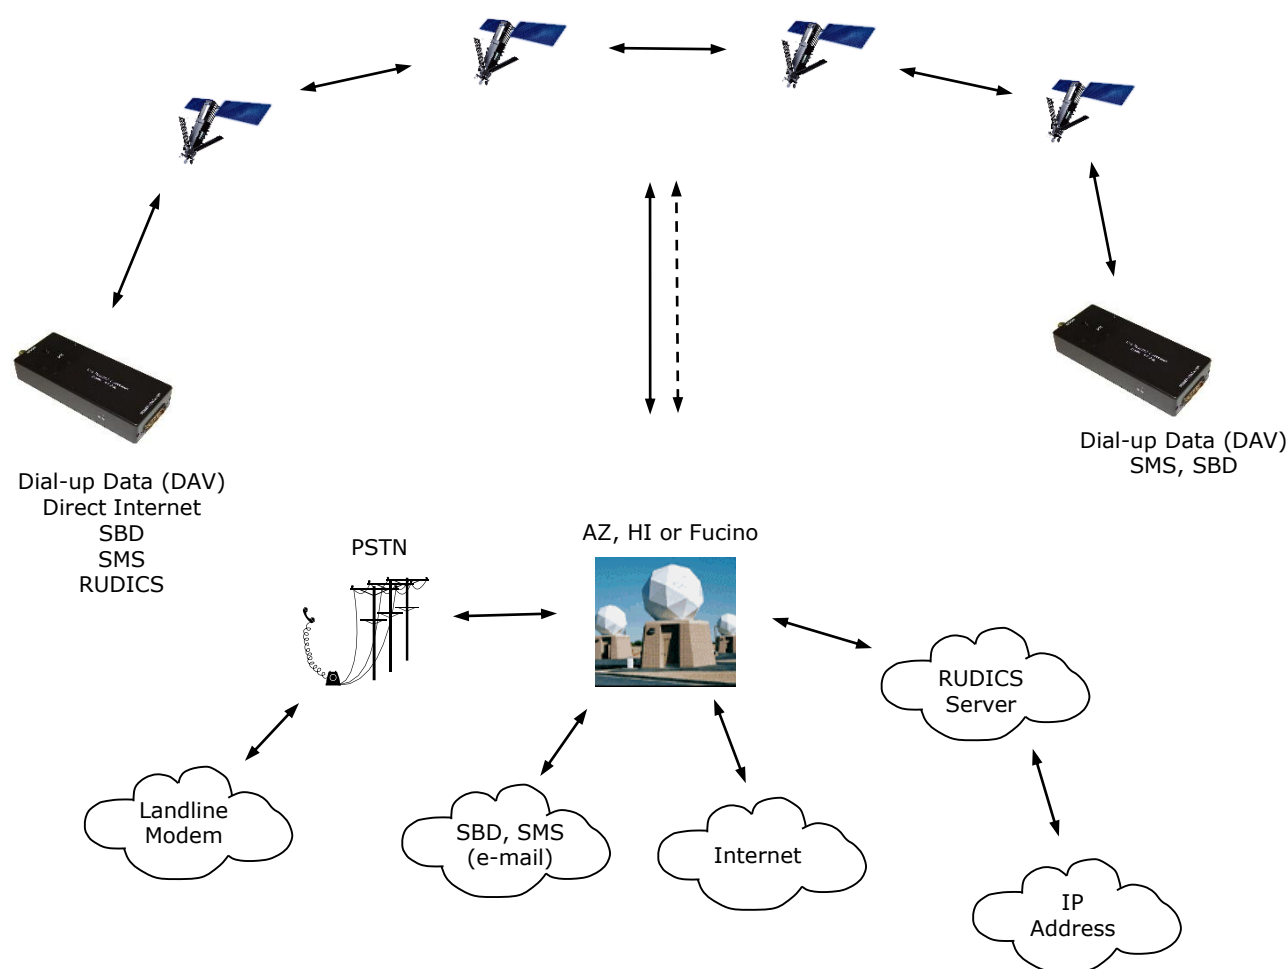 Dial-up Data (DAV)
SMS, SBD
Dial-up Data (DAV)
Direct Internet
SBD
SMS
RUDICS
AZ, HI or Fucino
PSTN
RUDICS
Server
Landline
Modem
SBD, SMS
(e-mail)
Internet
IP
Address